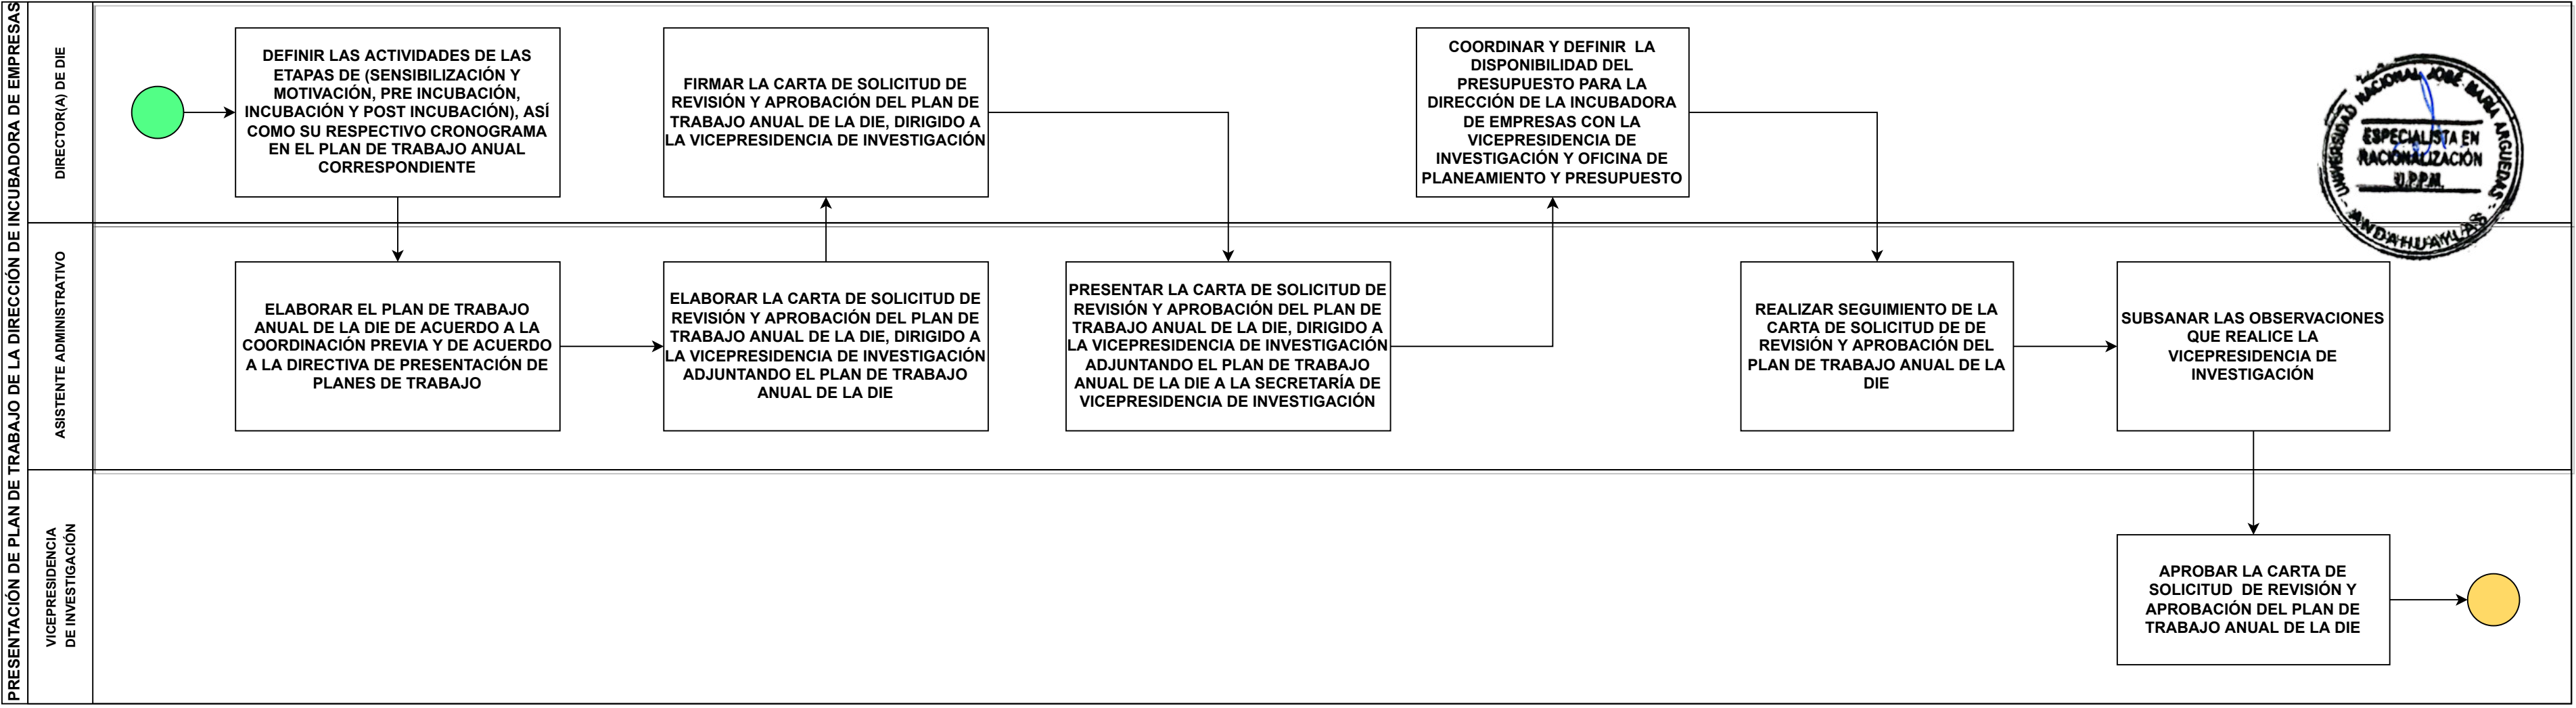 PRESENTACIÓN DE PLAN DE TRABAJO DE LA DIRECCIÓN DE INCUBADORA DE EMPRESAS
DIRECTOR(A) DE DIE
DEFINIR LAS ACTIVIDADES DE LAS
ETAPAS DE (SENSIBILIZACIÓN Y
MOTIVACIÓN, PRE INCUBACIÓN,
INCUBACIÓN Y POST INCUBACIÓN), ASÍ
COMO SU RESPECTIVO CRONOGRAMA
EN EL PLAN DE TRABAJO ANUAL
CORRESPONDIENTE
FIRMAR LA CARTA DE SOLICITUD DE
REVISIÓN Y APROBACIÓN DEL PLAN DE
TRABAJO ANUAL DE LA DIE, DIRIGIDO A
LA VICEPRESIDENCIA DE INVESTIGACIÓN
COORDINAR Y DEFINIR LA
DISPONIBILIDAD DEL
PRESUPUESTO PARA LA
DIRECCIÓN DE LA INCUBADORA
DE EMPRESAS CON LA
VICEPRESIDENCIA DE
INVESTIGACIÓN Y OFICINA DE
PLANEAMIENTO Y PRESUPUESTO
UNIVERSIDAD NACIONAL JOSÉ MARÍA ARGUEDAS
ESPECIALISTA EN
RACIONALIZACIÓN
U.P.P.M.
ANDAHUAYLAS
ASISTENTE ADMINISTRATIVO
ELABORAR EL PLAN DE TRABAJO
ANUAL DE LA DIE DE ACUERDO A LA
COORDINACIÓN PREVIA Y DE ACUERDO
A LA DIRECTIVA DE PRESENTACIÓN DE
PLANES DE TRABAJO
ELABORAR LA CARTA DE SOLICITUD DE
REVISIÓN Y APROBACIÓN DEL PLAN DE
TRABAJO ANUAL DE LA DIE, DIRIGIDO A
LA VICEPRESIDENCIA DE INVESTIGACIÓN
ADJUNTANDO EL PLAN DE TRABAJO
ANUAL DE LA DIE
PRESENTAR LA CARTA DE SOLICITUD DE
REVISIÓN Y APROBACIÓN DEL PLAN DE
TRABAJO ANUAL DE LA DIE, DIRIGIDO A
LA VICEPRESIDENCIA DE INVESTIGACIÓN
ADJUNTANDO EL PLAN DE TRABAJO
ANUAL DE LA DIE A LA SECRETARÍA DE
VICEPRESIDENCIA DE INVESTIGACIÓN
REALIZAR SEGUIMIENTO DE LA
CARTA DE SOLICITUD DE DE
REVISIÓN Y APROBACIÓN DEL
PLAN DE TRABAJO ANUAL DE LA
DIE
SUBSANAR LAS OBSERVACIONES
QUE REALICE LA
VICEPRESIDENCIA DE
INVESTIGACIÓN
VICEPRESIDENCIA
DE INVESTIGACIÓN
APROBAR LA CARTA DE
SOLICITUD DE REVISIÓN Y
APROBACIÓN DEL PLAN DE
TRABAJO ANUAL DE LA DIE